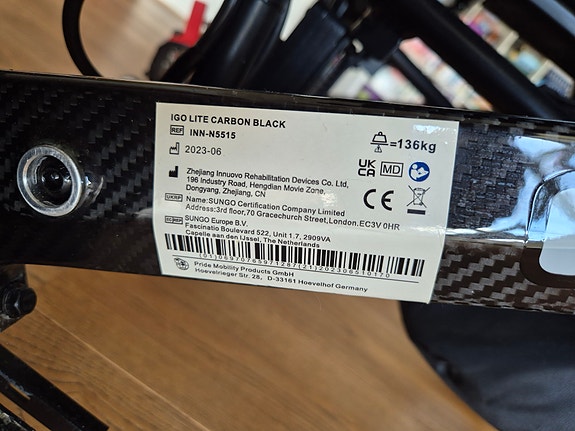 IGO LITE CARBON BLACK
REF INN-N5515
2023-06
=136kg
Zhejiang Innuovo Rehabilitation Devices Co. Ltd,
196 Industry Road, Hengdian Movie Zone,
Dongyang, Zhejiang, CN
UK CA MD
CE
UK RP Name:SUNGO Certification Company Limited
Address:3rd floor,70 Gracechurch Street,London.EC3V 0HR
EC REP SUNGO Europe B.V.
Fascinatio Boulevard 522, Unit 1.7, 2909VA
Capelle aan den IJssel, The Netherlands
Pride Mobility Products GmbH
Hoevelrieger Str. 28, D-33161 Hoevelhof Germany